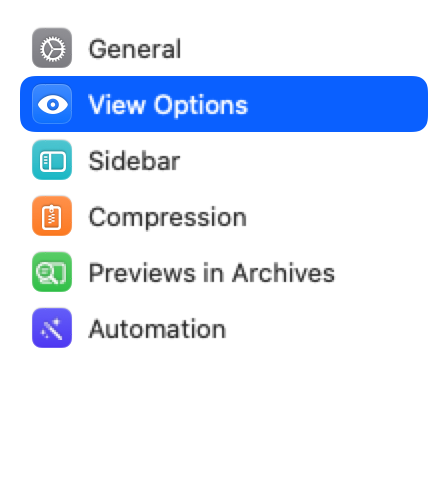 General
View Options
Sidebar
Compression
Previews in Archives
Automation